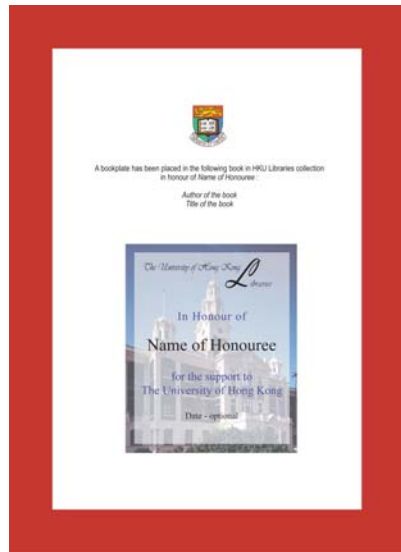 A bookplate has been placed in the following book in HKU Libraries collection
in honour of Name of Honouree :
Author of the book
Title of the book
The University of Hong Kong
Libraries
In Honour of
Name of Honouree
for the support to
The University of Hong Kong
Date - optional